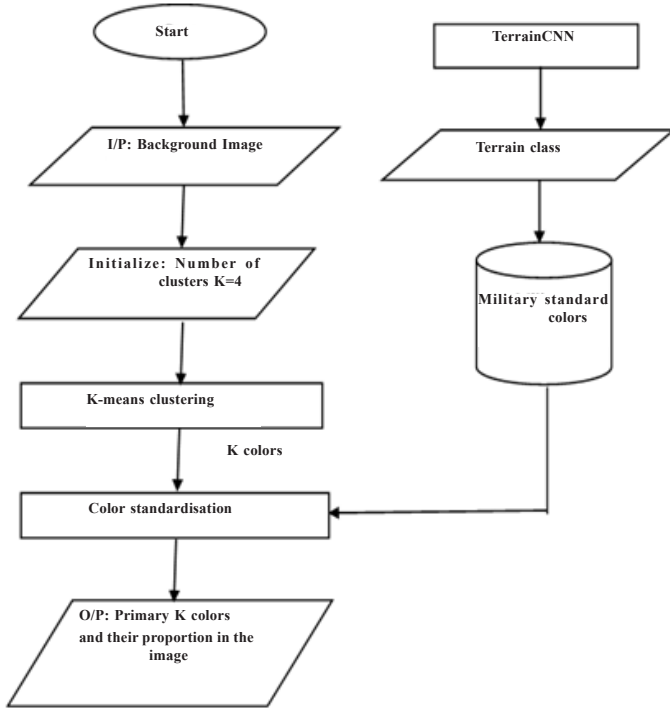 Start
I/P: Background Image
Initialize: Number of
clusters K=4
K-means clustering
K colors
Color standardisation
O/P: Primary K colors
and their proportion in the
image
TerrainCNN
Terrain class
Military standard
colors